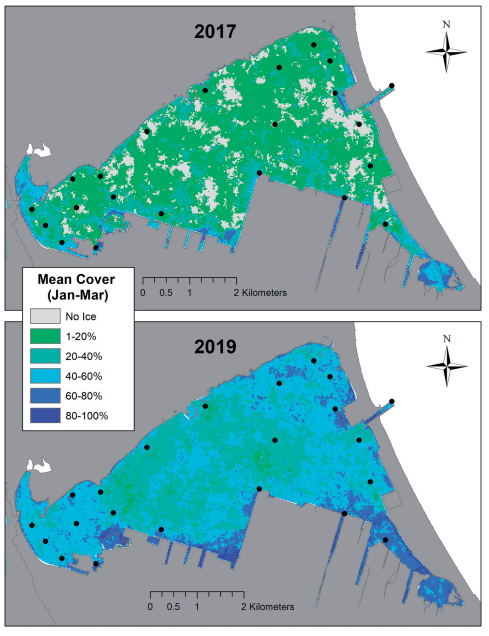 2017
N
0 0.5 1 2 Kilometers
Mean Cover
(Jan-Mar)
No Ice
1-20%
20-40%
40-60%
60-80%
80-100%
2019
N
0 0.5 1 2 Kilometers